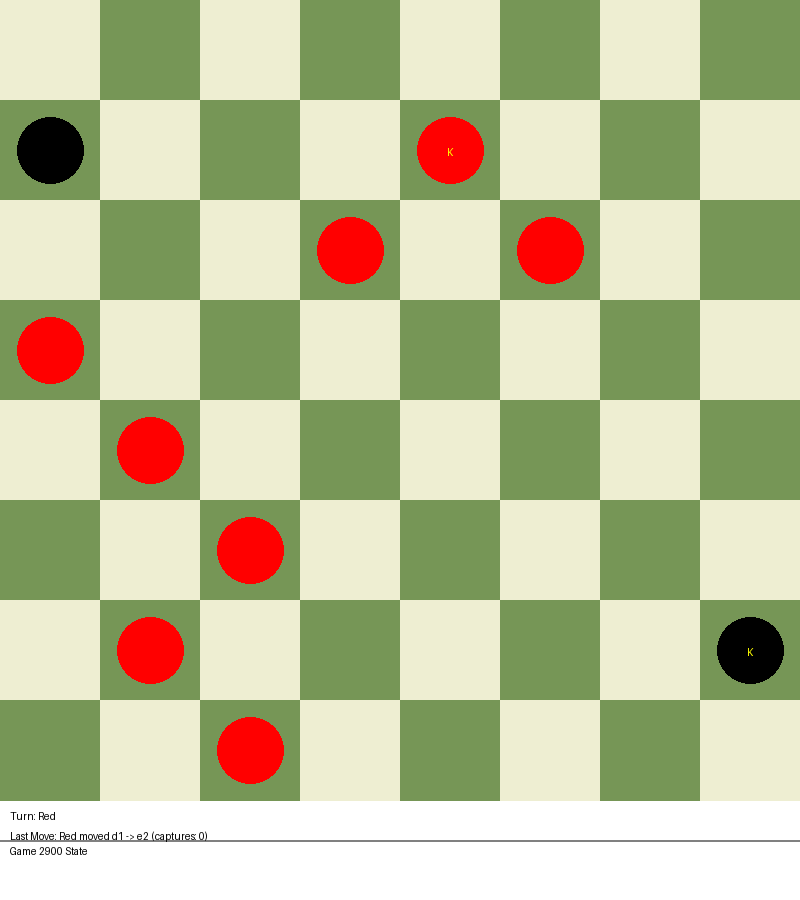 K
K
Turn: Red
Last Move: Red moved d1 -> e2 (captures: 0)
Game 2900 State